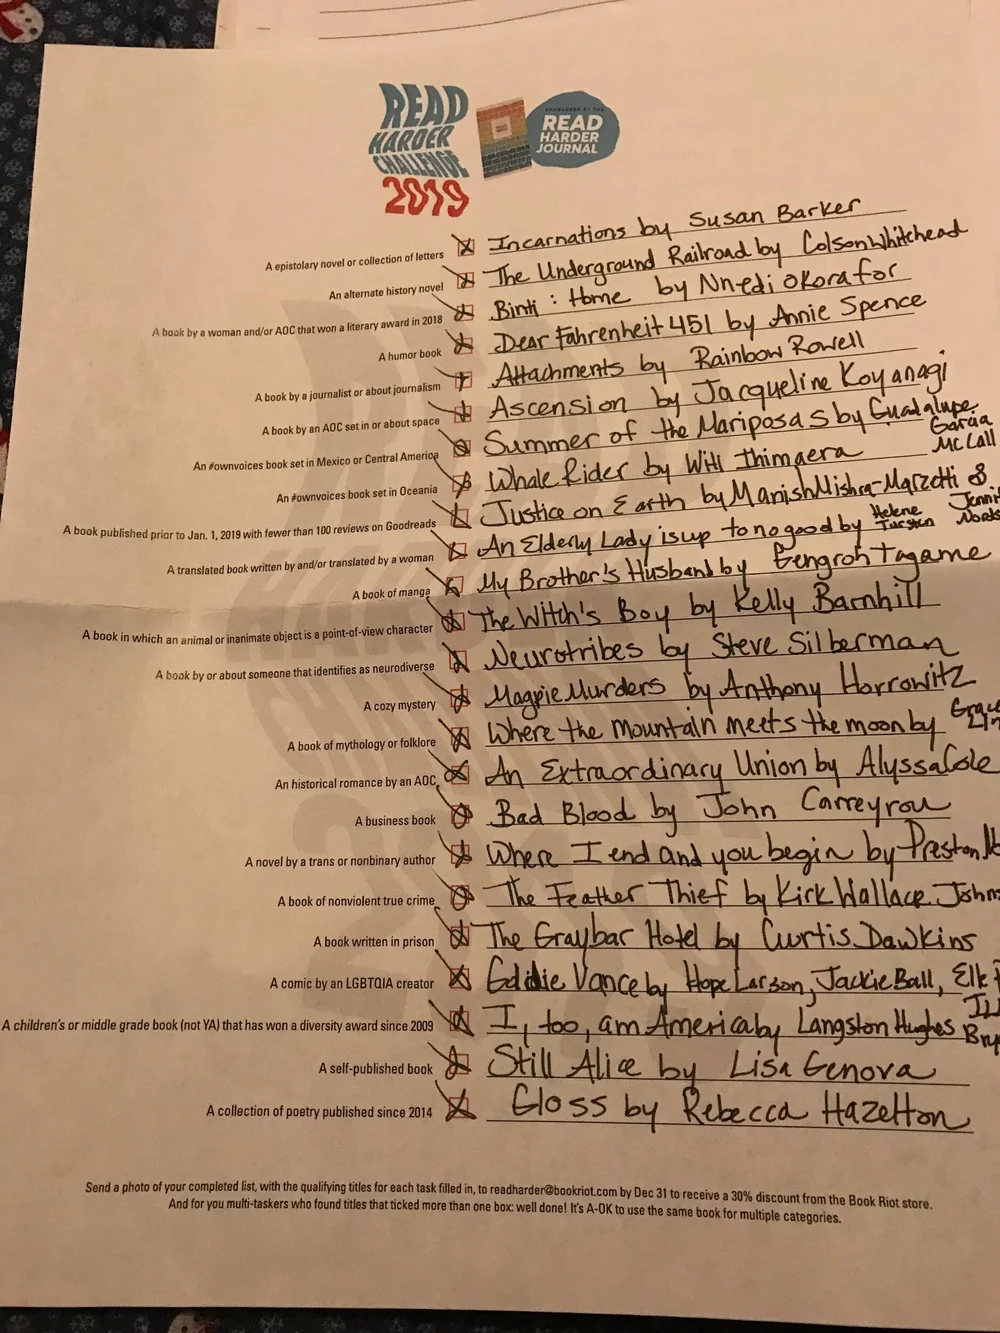 READ
HARDER
CHALLENGE
2019
SPONSORED BY THE
READ
HARDER
JOURNAL
A epistolary novel or collection of letters Incarnations by Susan Barker
An alternate history novel The Underground Railroad by Colson Whitehead
A book by a woman and/or AOC that won a literary award in 2018 Binti: Home by Nnedi Okorafor
A humor book Dear Fahrenheit 451 by Annie Spence
A book by a journalist or about journalism Attachments by Rainbow Rowell
A book by an AOC set in or about space Ascension by Jacqueline Koyanagi
An #ownvoices book set in Mexico or Central America Summer of the Mariposas by Guadalupe Garcia McCall
An #ownvoices book set in Oceania Whale Rider by Witi Ihimaera
A book published prior to Jan. 1, 2019 with fewer than 100 reviews on Goodreads Justice on Earth by Manish Mishra-Marzetti &
A translated book written by and/or translated by a woman An Elderly Lady is up to no good by Helene Tursten
A book of manga My Brother's Husband by Gengroh Tagame
A book in which an animal or inanimate object is a point-of-view character The Witch's Boy by Kelly Barnhill
A book by or about someone that identifies as neurodiverse Neurotribes by Steve Silberman
A cozy mystery Magpie Murders by Anthony Horrowitz
A book of mythology or folklore Where the Mountain meets the moon by Grace Lin
An historical romance by an AOC An Extraordinary Union by Alyssa Cole
A business book Bad Blood by John Carreyrou
A novel by a trans or nonbinary author Where I end and you begin by Preston
A book of nonviolent true crime The Feather Thief by Kirk Wallace Johns
A book written in prison The Graybar Hotel by Curtis Dawkins
A comic by an LGBTQIA creator Goldie Vance by Hope Larson, Jackie Ball, Elle
A children's or middle grade book (not YA) that has won a diversity award since 2009 I, too, am America by Langston Hughes
A self-published book Still Alice by Lisa Genova
A collection of poetry published since 2014 Gloss by Rebecca Hazelton
Send a photo of your completed list, with the qualifying titles for each task filled in, to readharder@bookriot.com by Dec 31 to receive a 30% discount from the Book Riot store.
And for you multi-taskers who found titles that ticked more than one box: well done! It's A-OK to use the same book for multiple categories.